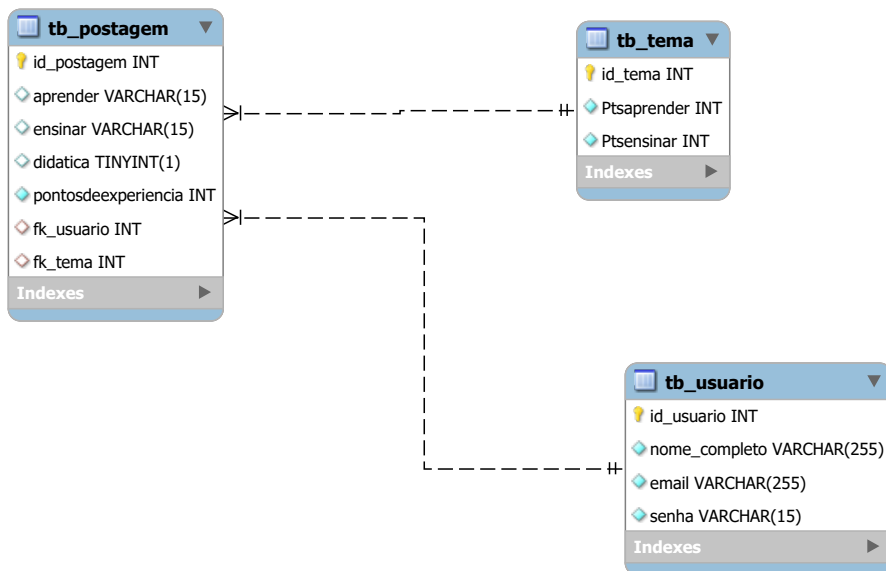 tb_postagem
id_postagem INT
aprender VARCHAR(15)
ensinar VARCHAR(15)
didatica TINYINT(1)
pontosdeexperiencia INT
fk_usuario INT
fk_tema INT
Indexes
tb_tema
id_tema INT
Ptsaprender INT
Ptsensinar INT
Indexes
tb_usuario
id_usuario INT
nome_completo VARCHAR(255)
email VARCHAR(255)
senha VARCHAR(15)
Indexes